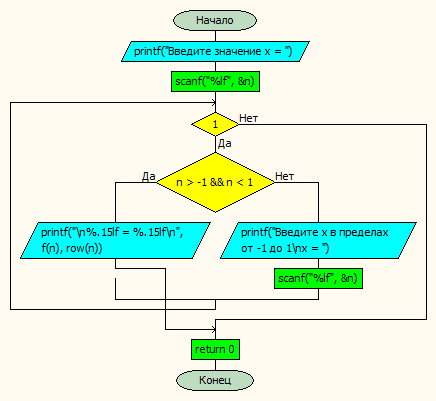 Начало
printf("Введите значение x = ")
scanf("%lf", &n)
1
Нет
Да
Да
n > -1 && n < 1
Нет
printf("\n%.15lf = %.15lf\n",
f(n), row(n))
printf("Введите x в пределах
от -1 до 1\nx = ")
scanf("%lf", &n)
return 0
Конец